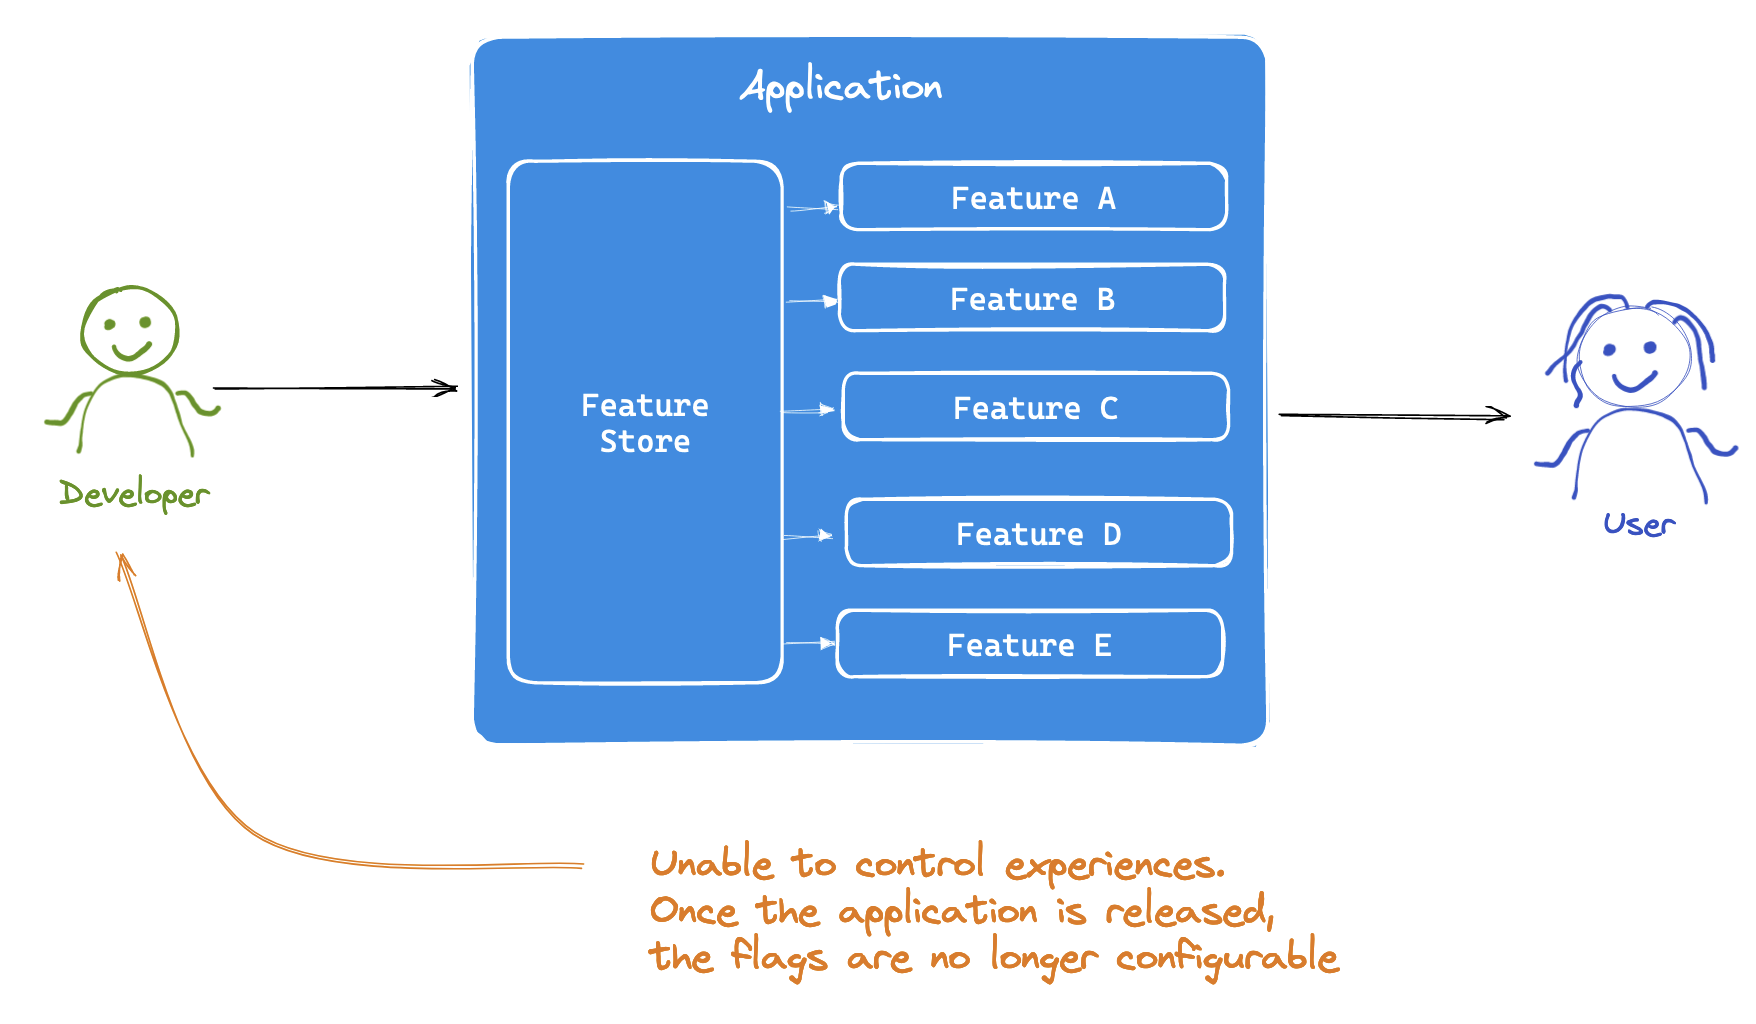 Application
Feature Store
Feature A
Feature B
Feature C
Feature D
Feature E
Developer
User
Unable to control experiences.
Once the application is released,
the flags are no longer configurable